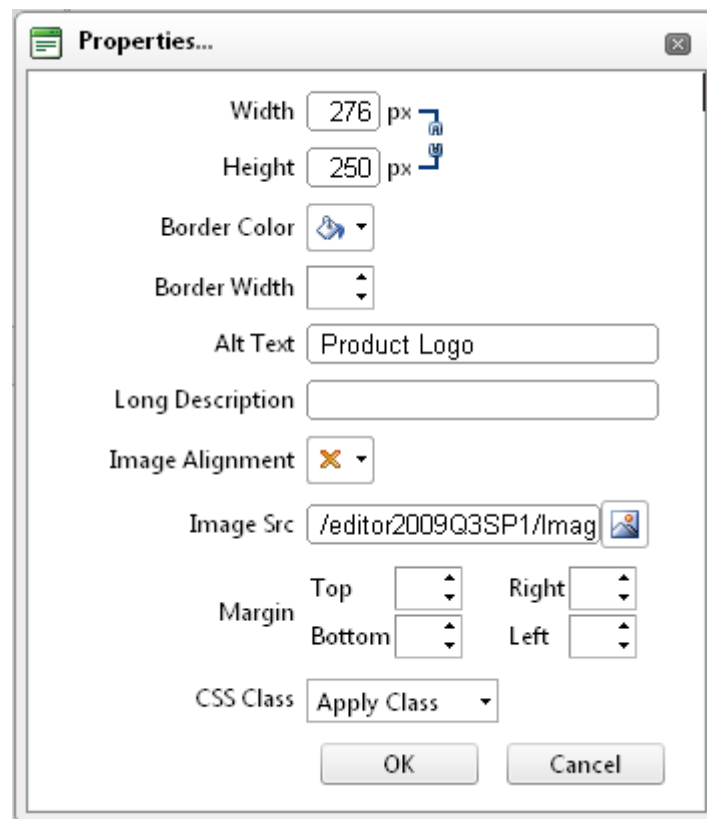 Properties...
Width 276 px
Height 250 px
Border Color
Border Width
Alt Text Product Logo
Long Description
Image Alignment
Image Src /editor2009Q3SP1/Imag
Top Right
Margin
Bottom Left
CSS Class Apply Class
OK Cancel